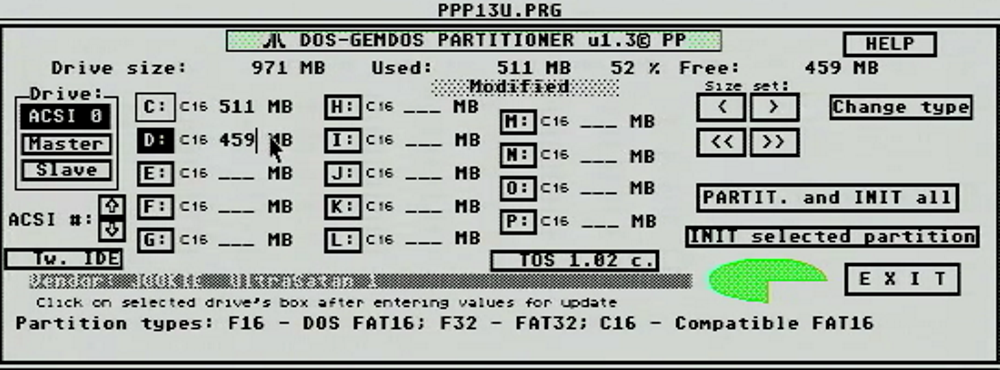 PPP13U.PRG
DOS-GEMDOS PARTITIONER u1.3© PP
HELP
Drive size: 971 MB Used: 511 MB 52 % Free: 459 MB
Modified
Drive:
ACSI 0
Master
Slave
ACSI #:
Tw. IDE
C: C16 511 MB
D: C16 459 MB
E: C16 ___ MB
F: C16 ___ MB
G: C16 ___ MB
H: C16 ___ MB
I: C16 ___ MB
J: C16 ___ MB
K: C16 ___ MB
L: C16 ___ MB
M: C16 ___ MB
N: C16 ___ MB
O: C16 ___ MB
P: C16 ___ MB
Size set:
< >
<< >>
Change type
PARTIT. and INIT all
INIT selected partition
TOS 1.02 c.
E X I T
Vendor: JOOKIE UltraSatan 1
Click on selected drive's box after entering values for update
Partition types: F16 - DOS FAT16; F32 - FAT32; C16 - Compatible FAT16